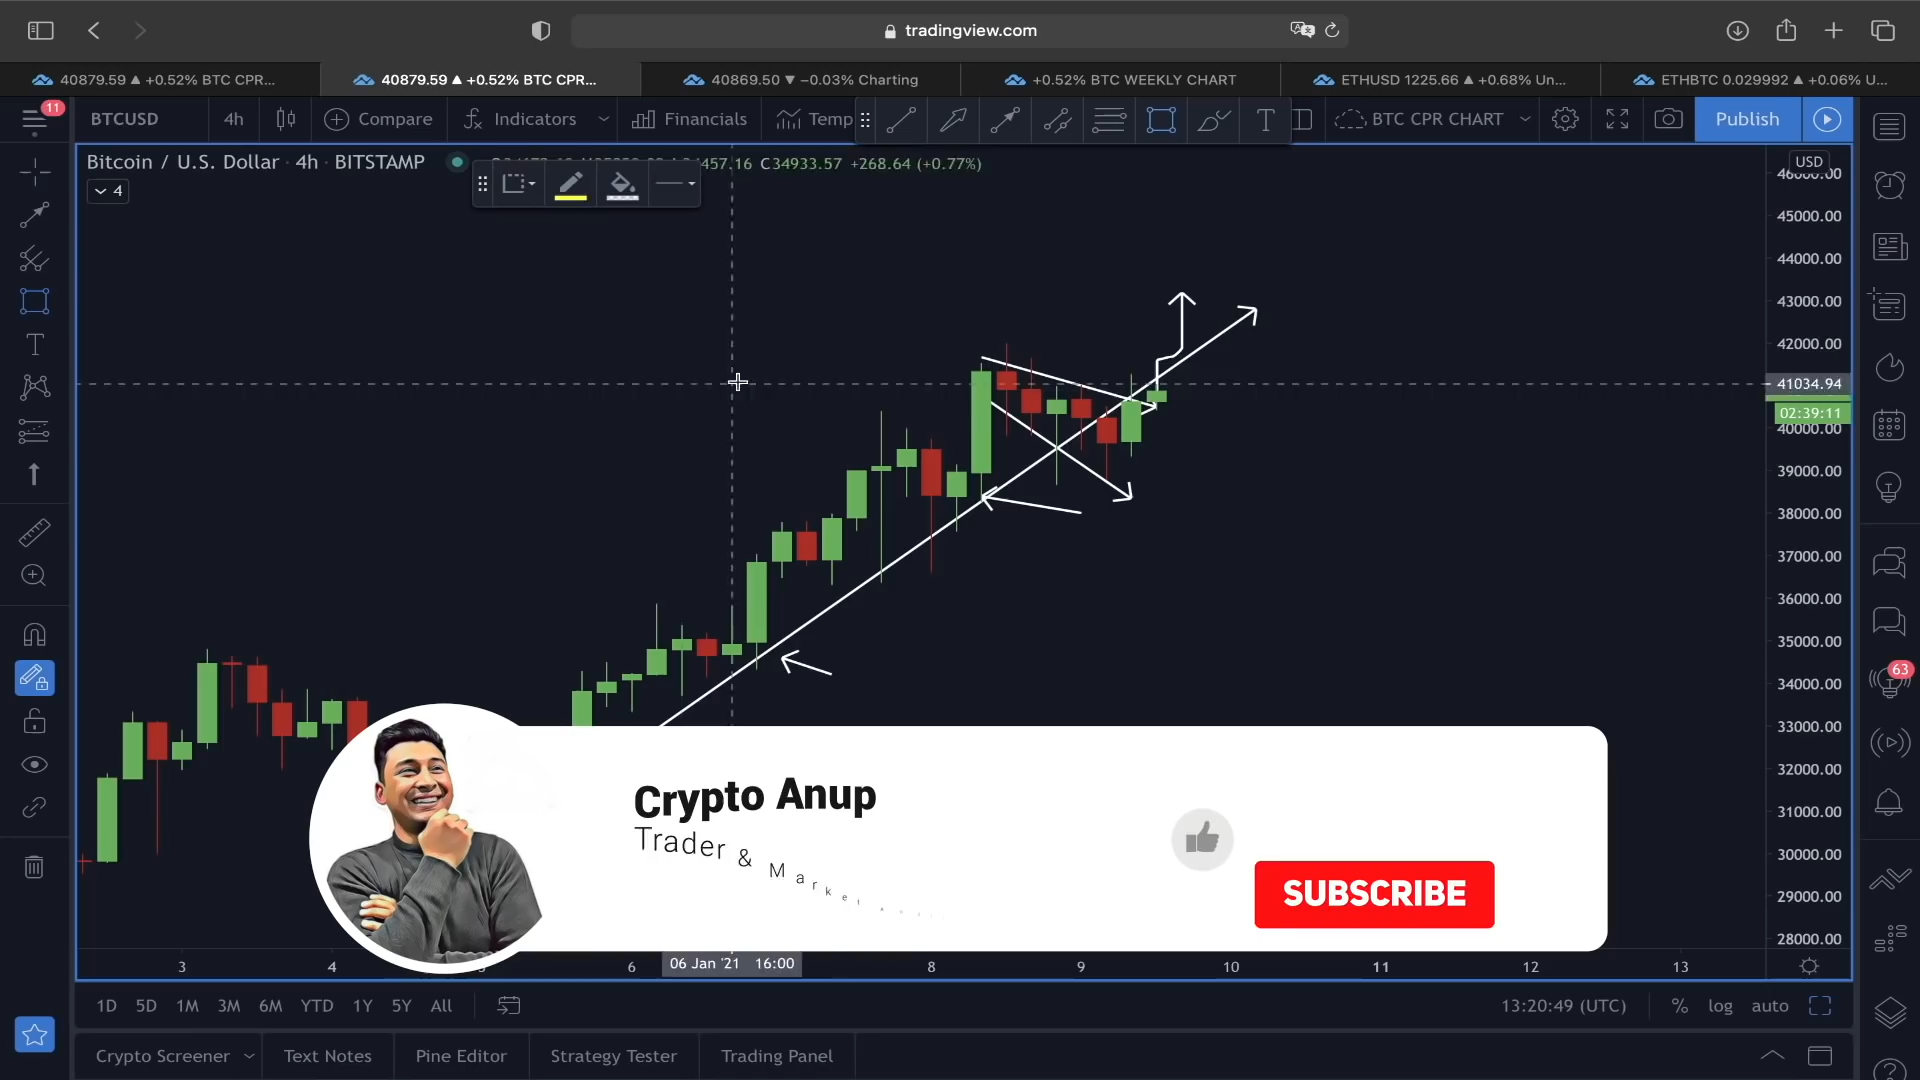 tradingview.com
40879.59 ▲ +0.52% BTC CPR...
40879.59 ▲ +0.52% BTC CPR...
40869.50 ▼ −0.03% Charting
+0.52% BTC WEEKLY CHART
ETHUSD 1225.66 ▲ +0.68% Un...
ETHBTC 0.029992 ▲ +0.06% U...
11
BTCUSD
4h
Compare
Indicators
Financials
Temp
T
BTC CPR CHART
Publish
Bitcoin / U.S. Dollar · 4h · BITSTAMP
457.16 C34933.57 +268.64 (+0.77%)
4
USD
45000.00
44000.00
43000.00
42000.00
41034.94
02:39:11
40000.00
39000.00
38000.00
37000.00
36000.00
35000.00
34000.00
33000.00
32000.00
31000.00
30000.00
29000.00
28000.00
63
Crypto Anup
Trader & Marke
SUBSCRIBE
3
4
6
06 Jan '21 16:00
8
9
10
11
12
13
1D
5D
1M
3M
6M
YTD
1Y
5Y
All
13:20:49 (UTC)
%
log
auto
Crypto Screener
Text Notes
Pine Editor
Strategy Tester
Trading Panel